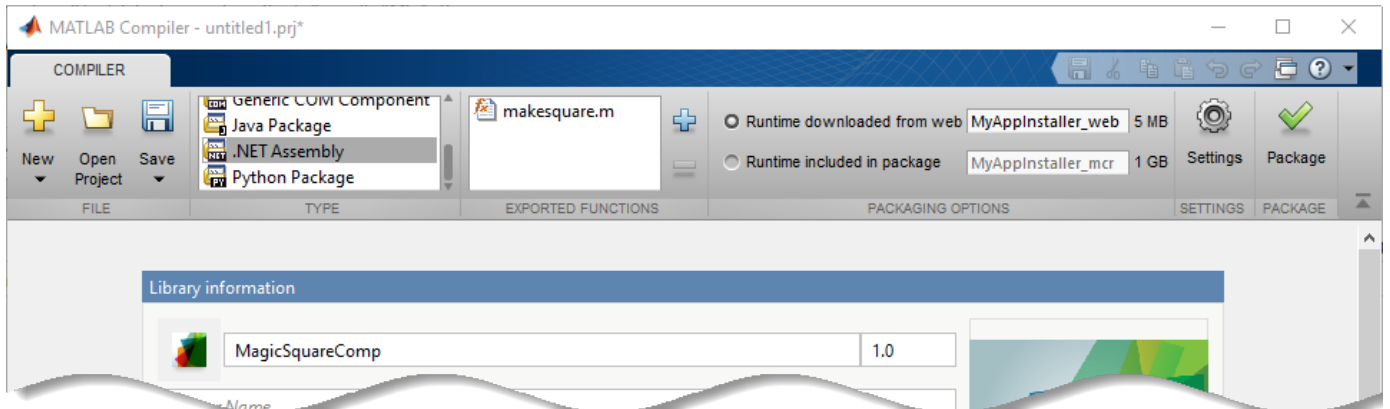 MATLAB Compiler - untitled1.prj*
COMPILER
New
Open Project
Save
FILE
Generic COM Component
Java Package
.NET Assembly
Python Package
TYPE
makesquare.m
EXPORTED FUNCTIONS
Runtime downloaded from web MyAppInstaller_web 5 MB
Runtime included in package MyAppInstaller_mcr 1 GB
PACKAGING OPTIONS
Settings
SETTINGS
Package
PACKAGE
Library information
MagicSquareComp 1.0
Name